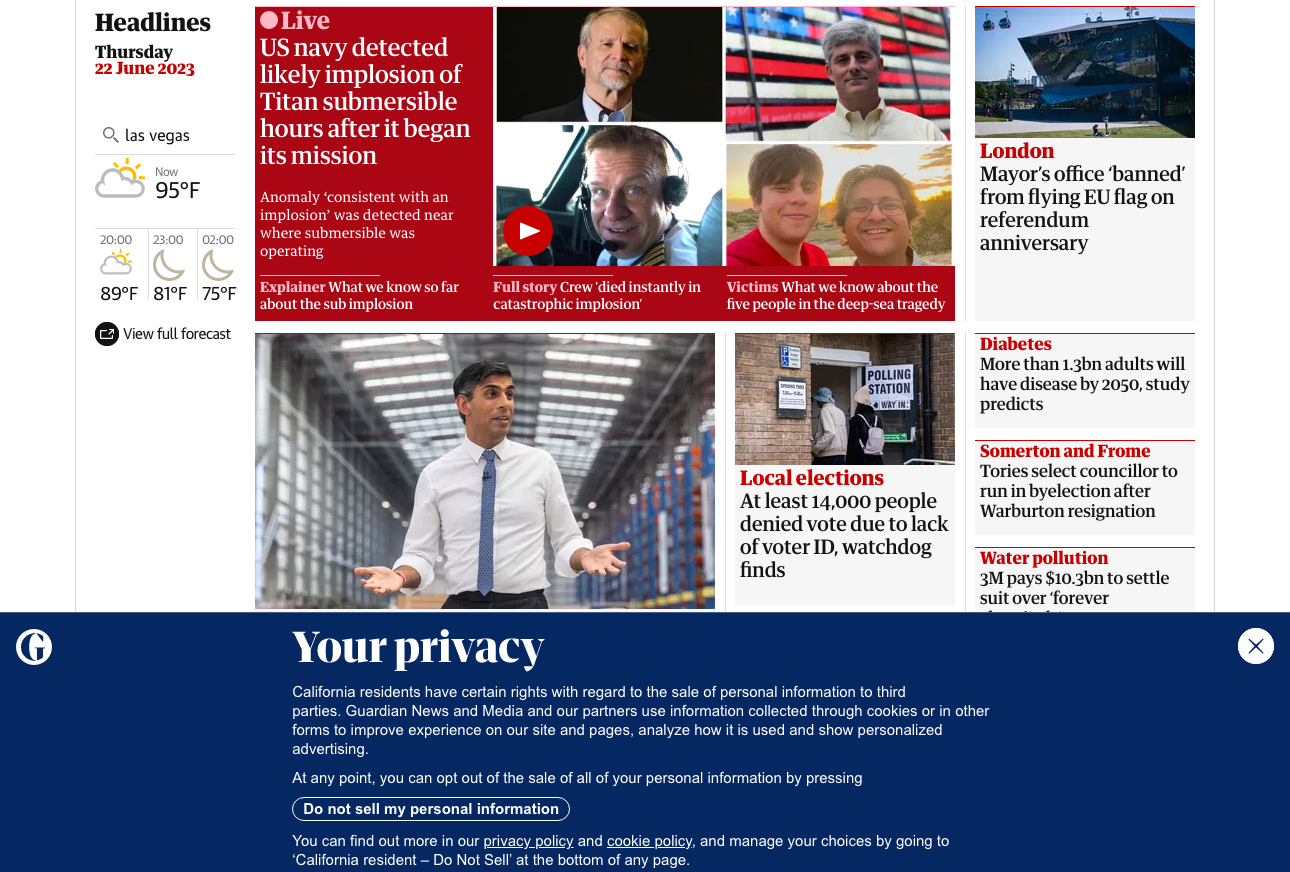 Headlines
Thursday
22 June 2023
las vegas
Now
95°F
20:00 23:00 02:00
89°F 81°F 75°F
View full forecast
Live
US navy detected
likely implosion of
Titan submersible
hours after it began
its mission
Anomaly ‘consistent with an
implosion’ was detected near
where submersible was
operating
Explainer What we know so far
about the sub implosion
Full story Crew 'died instantly in
catastrophic implosion’
Victims What we know about the
five people in the deep-sea tragedy
London
Mayor’s office ‘banned’
from flying EU flag on
referendum
anniversary
POLLING
STATION
WAY IN
OPENING TIMES
Local elections
At least 14,000 people
denied vote due to lack
of voter ID, watchdog
finds
Diabetes
More than 1.3bn adults will
have disease by 2050, study
predicts
Somerton and Frome
Tories select councillor to
run in byelection after
Warburton resignation
Water pollution
3M pays $10.3bn to settle
suit over ‘forever
Your privacy
California residents have certain rights with regard to the sale of personal information to third
parties. Guardian News and Media and our partners use information collected through cookies or in other
forms to improve experience on our site and pages, analyze how it is used and show personalized
advertising.
At any point, you can opt out of the sale of all of your personal information by pressing
Do not sell my personal information
You can find out more in our privacy policy and cookie policy, and manage your choices by going to
‘California resident – Do Not Sell’ at the bottom of any page.